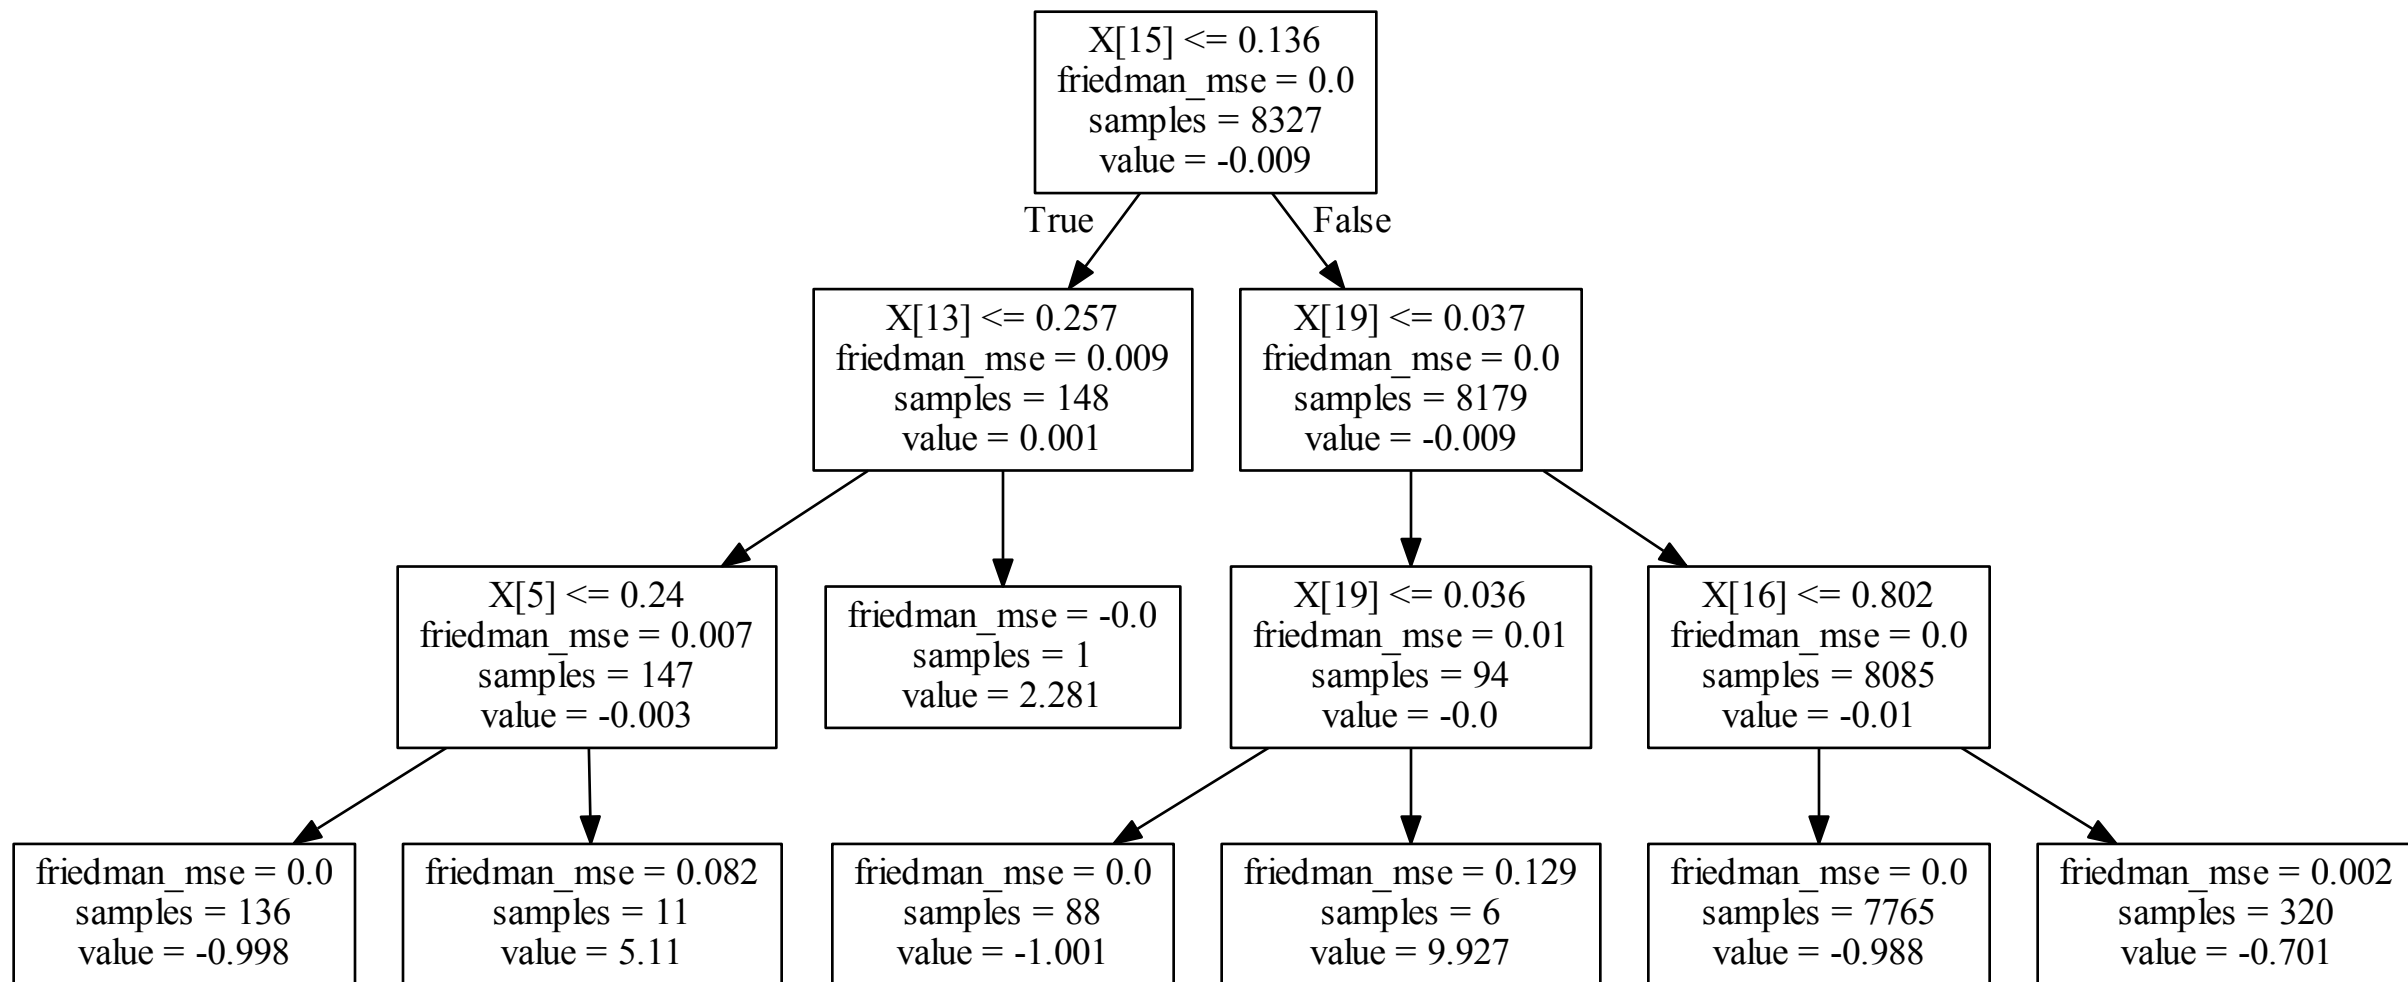 X[15] <= 0.136
friedman_mse = 0.0
samples = 8327
value = -0.009
True
False
X[13] <= 0.257
friedman_mse = 0.009
samples = 148
value = 0.001
X[19] <= 0.037
friedman_mse = 0.0
samples = 8179
value = -0.009
X[5] <= 0.24
friedman_mse = 0.007
samples = 147
value = -0.003
friedman_mse = -0.0
samples = 1
value = 2.281
X[19] <= 0.036
friedman_mse = 0.01
samples = 94
value = -0.0
X[16] <= 0.802
friedman_mse = 0.0
samples = 8085
value = -0.01
friedman_mse = 0.0
samples = 136
value = -0.998
friedman_mse = 0.082
samples = 11
value = 5.11
friedman_mse = 0.0
samples = 88
value = -1.001
friedman_mse = 0.129
samples = 6
value = 9.927
friedman_mse = 0.0
samples = 7765
value = -0.988
friedman_mse = 0.002
samples = 320
value = -0.701